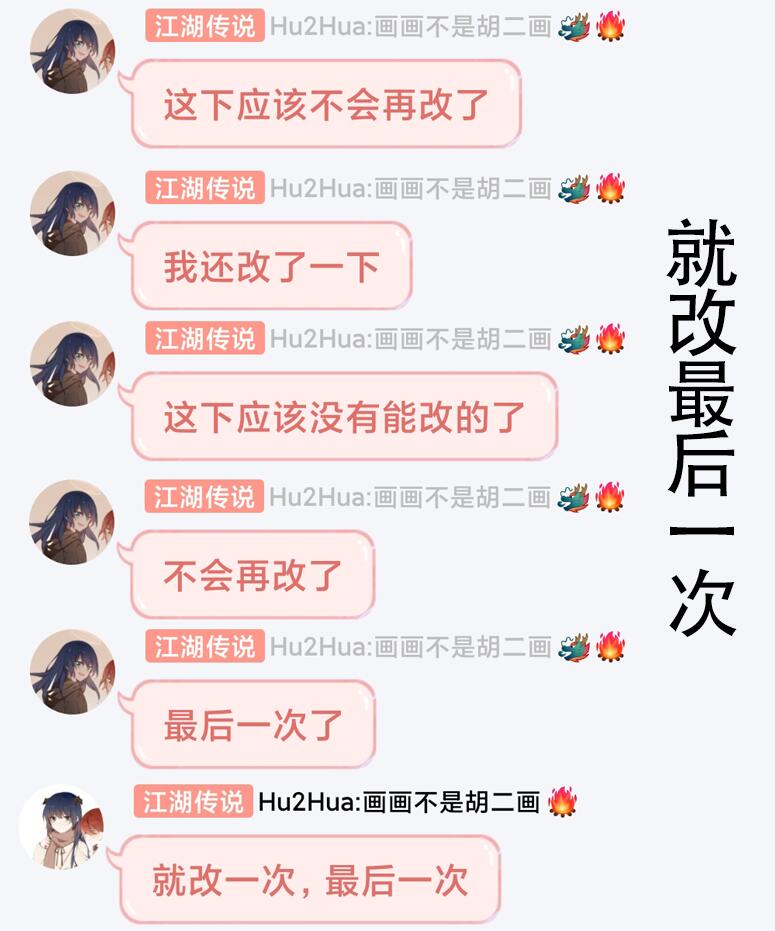 江湖传说 Hu2Hua:画画不是胡二画
这下应该不会再改了
江湖传说 Hu2Hua:画画不是胡二画
我还改了一下
江湖传说 Hu2Hua:画画不是胡二画
这下应该没有能改的了
江湖传说 Hu2Hua:画画不是胡二画
不会再改了
江湖传说 Hu2Hua:画画不是胡二画
最后一次了
江湖传说 Hu2Hua:画画不是胡二画
就改一次，最后一次
就改最后一次